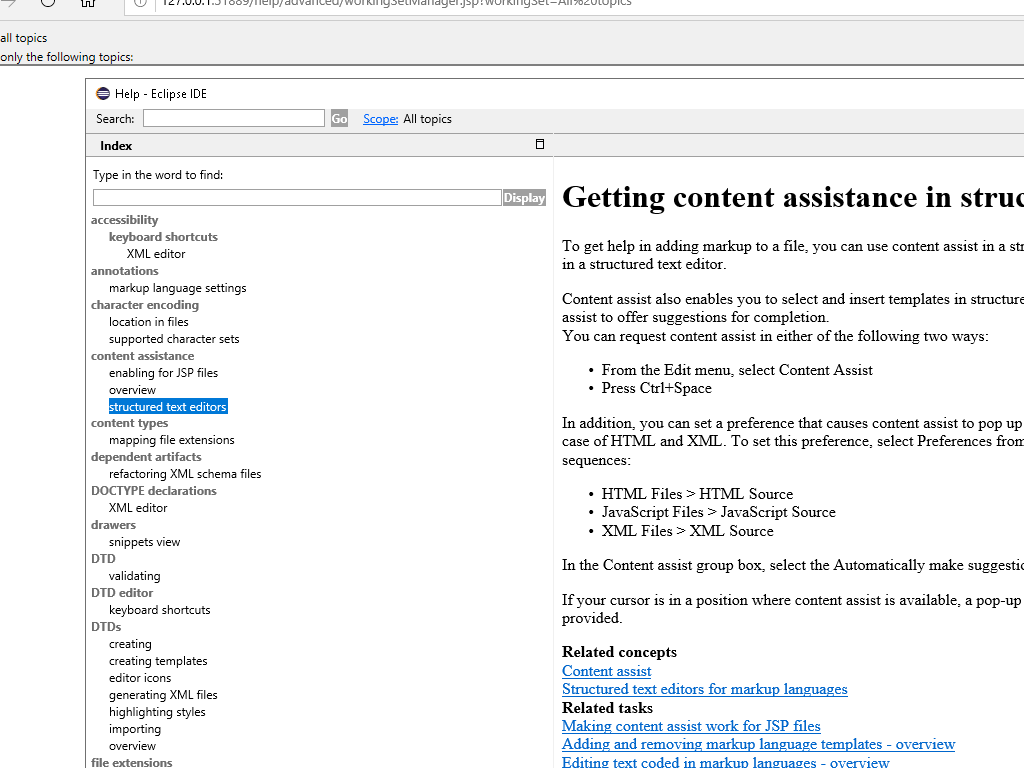 127.0.0.1:51889/help/advanced/workingSetManager.jsp?workingSet=All%20topics
all topics
only the following topics:
Help - Eclipse IDE
Search: Go Scope: All topics
Index
Type in the word to find:
Display
accessibility
keyboard shortcuts
XML editor
annotations
markup language settings
character encoding
location in files
supported character sets
content assistance
enabling for JSP files
overview
structured text editors
content types
mapping file extensions
dependent artifacts
refactoring XML schema files
DOCTYPE declarations
XML editor
drawers
snippets view
DTD
validating
DTD editor
keyboard shortcuts
DTDs
creating
creating templates
editor icons
generating XML files
highlighting styles
importing
overview
file extensions
Getting content assistance in struc
To get help in adding markup to a file, you can use content assist in a str
in a structured text editor.
Content assist also enables you to select and insert templates in structure
assist to offer suggestions for completion.
You can request content assist in either of the following two ways:
• From the Edit menu, select Content Assist
• Press Ctrl+Space
In addition, you can set a preference that causes content assist to pop up
case of HTML and XML. To set this preference, select Preferences from
sequences:
• HTML Files > HTML Source
• JavaScript Files > JavaScript Source
• XML Files > XML Source
In the Content assist group box, select the Automatically make suggestio
If your cursor is in a position where content assist is available, a pop-up
provided.
Related concepts
Content assist
Structured text editors for markup languages
Related tasks
Making content assist work for JSP files
Adding and removing markup language templates - overview
Editing text coded in markup languages - overview